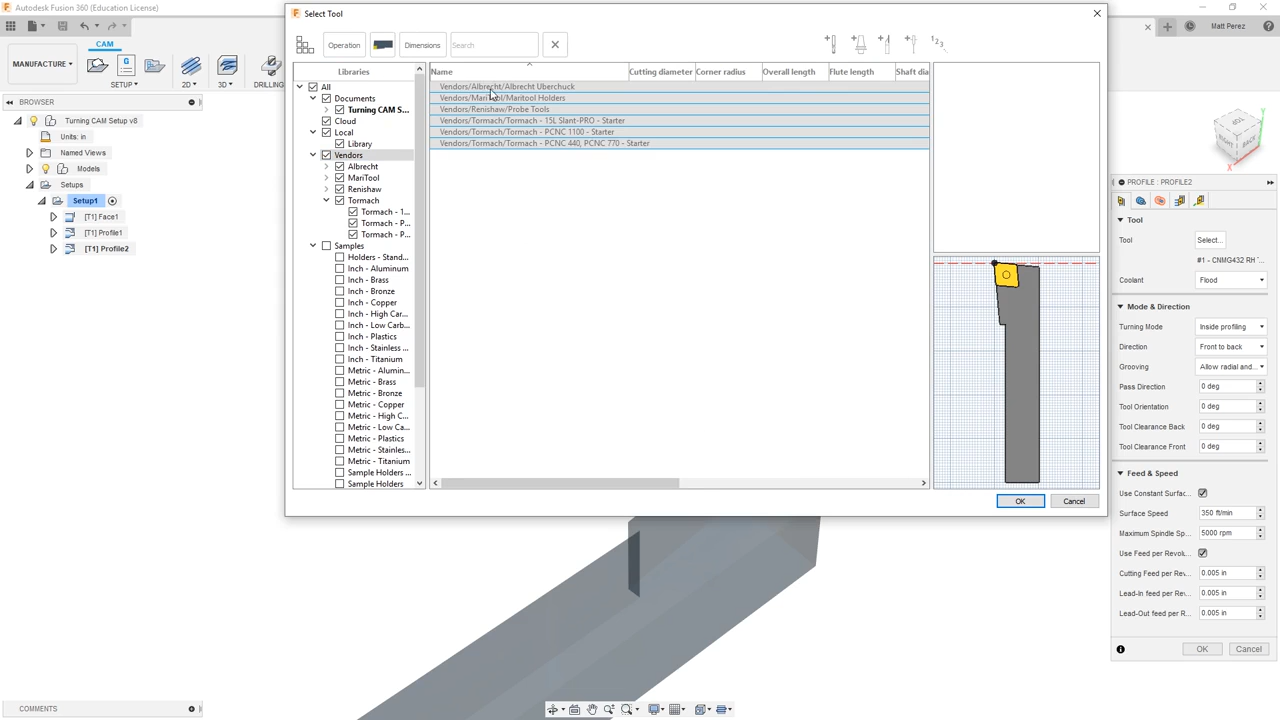 Autodesk Fusion 360 (Education License)
Matt Perez
CAM
MANUFACTURE
SETUP
2D
3D
DRILLING
BROWSER
Turning CAM Setup v8
Units: in
Named Views
Models
Setups
Setup1
[T1] Face1
[T1] Profile1
[T1] Profile2
COMMENTS
Select Tool
Operation
Dimensions
Search
1 2 3
Libraries
All
Documents
Turning CAM S...
Cloud
Local
Library
Vendors
Albrecht
MariTool
Renishaw
Tormach
Tormach - 1...
Tormach - P...
Tormach - P...
Samples
Holders - Stand...
Inch - Aluminum
Inch - Brass
Inch - Bronze
Inch - Copper
Inch - High Car...
Inch - Low Carb...
Inch - Plastics
Inch - Stainless ...
Inch - Titanium
Metric - Alumin...
Metric - Brass
Metric - Bronze
Metric - Copper
Metric - High C...
Metric - Low Ca...
Metric - Plastics
Metric - Stainles...
Metric - Titanium
Sample Holders ...
Sample Holders
Name Cutting diameter Corner radius Overall length Flute length Shaft dia
Vendors/Albrecht/Albrecht Uberchuck
Vendors/MariTool/Maritool Holders
Vendors/Renishaw/Probe Tools
Vendors/Tormach/Tormach - 15L Slant-PRO - Starter
Vendors/Tormach/Tormach - PCNC 1100 - Starter
Vendors/Tormach/Tormach - PCNC 440, PCNC 770 - Starter
OK Cancel
TOP
PROFILE : PROFILE2
Tool
Tool Select...
#1 - CNMG432 RH '...
Coolant Flood
Mode & Direction
Turning Mode Inside profiling
Direction Front to back
Grooving Allow radial and...
Pass Direction 0 deg
Tool Orientation 0 deg
Tool Clearance Back 0 deg
Tool Clearance Front 0 deg
Feed & Speed
Use Constant Surfac...
Surface Speed 350 ft/min
Maximum Spindle Sp... 5000 rpm
Use Feed per Revolu...
Cutting Feed per Rev... 0.005 in
Lead-In feed per Rev... 0.005 in
Lead-Out feed per R... 0.005 in
OK Cancel